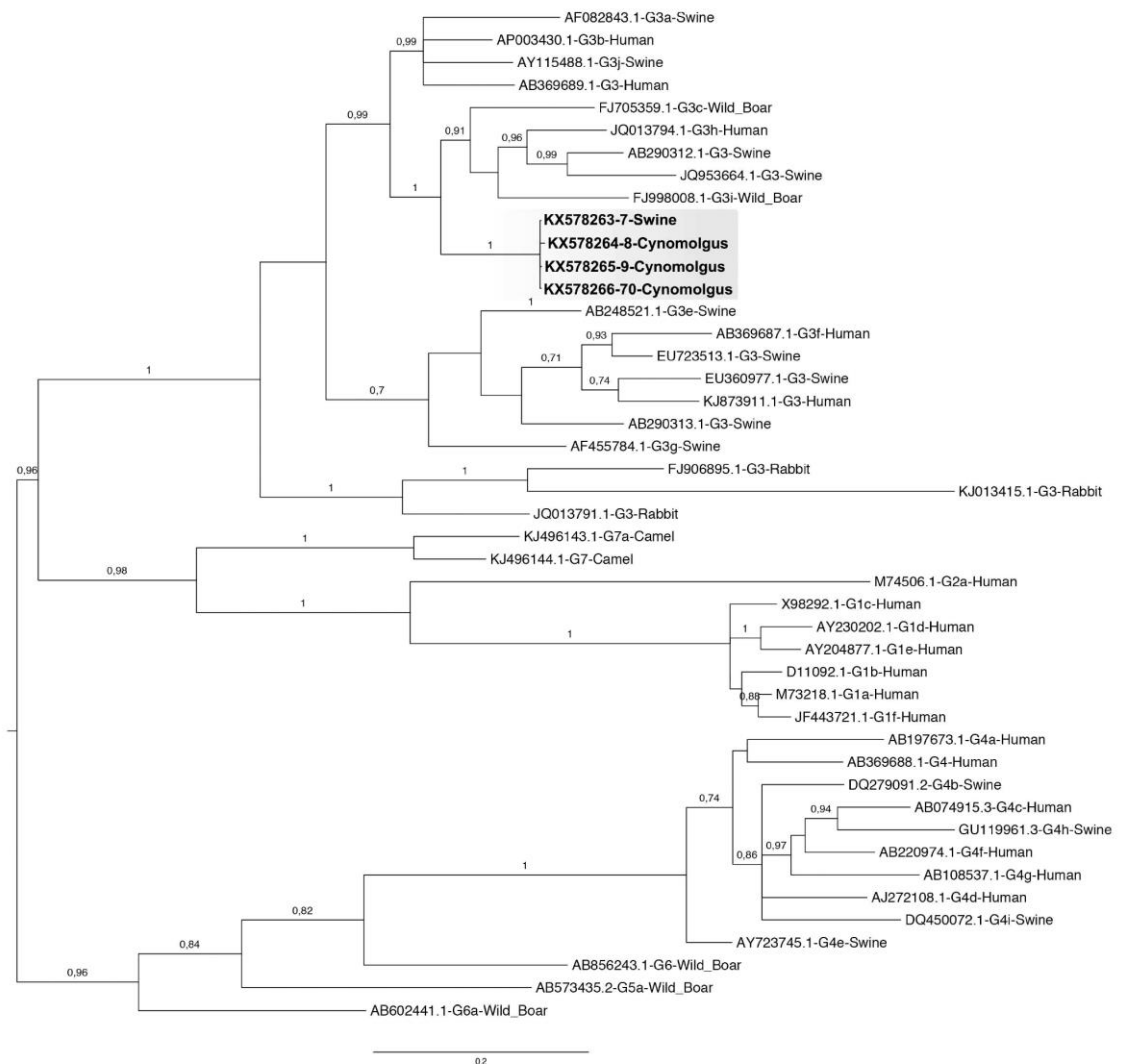 AF082843.1-G3a-Swine
0,99
AP003430.1-G3b-Human
AY115488.1-G3j-Swine
AB369689.1-G3-Human
0,99
FJ705359.1-G3c-Wild_Boar
0,91
JQ013794.1-G3h-Human
0,96
AB290312.1-G3-Swine
0,99
JQ953664.1-G3-Swine
1
FJ998008.1-G3i-Wild_Boar
KX578263-7-Swine
1
KX578264-8-Cynomolgus
KX578265-9-Cynomolgus
KX578266-70-Cynomolgus
1
AB248521.1-G3e-Swine
AB369687.1-G3f-Human
0,93
EU723513.1-G3-Swine
0,71
EU360977.1-G3-Swine
0,74
KJ873911.1-G3-Human
1
0,7
AB290313.1-G3-Swine
AF455784.1-G3g-Swine
0,96
1
FJ906895.1-G3-Rabbit
1
KJ013415.1-G3-Rabbit
JQ013791.1-G3-Rabbit
KJ496143.1-G7a-Camel
1
KJ496144.1-G7-Camel
0,98
M74506.1-G2a-Human
1
X98292.1-G1c-Human
1
AY230202.1-G1d-Human
1
AY204877.1-G1e-Human
D11092.1-G1b-Human
0,88
M73218.1-G1a-Human
JF443721.1-G1f-Human
AB197673.1-G4a-Human
AB369688.1-G4-Human
DQ279091.2-G4b-Swine
0,74
0,94
AB074915.3-G4c-Human
GU119961.3-G4h-Swine
0,86
0,97
AB220974.1-G4f-Human
1
AB108537.1-G4g-Human
AJ272108.1-G4d-Human
DQ450072.1-G4i-Swine
0,82
AY723745.1-G4e-Swine
0,84
AB856243.1-G6-Wild_Boar
0,96
AB573435.2-G5a-Wild_Boar
AB602441.1-G6a-Wild_Boar
0.2